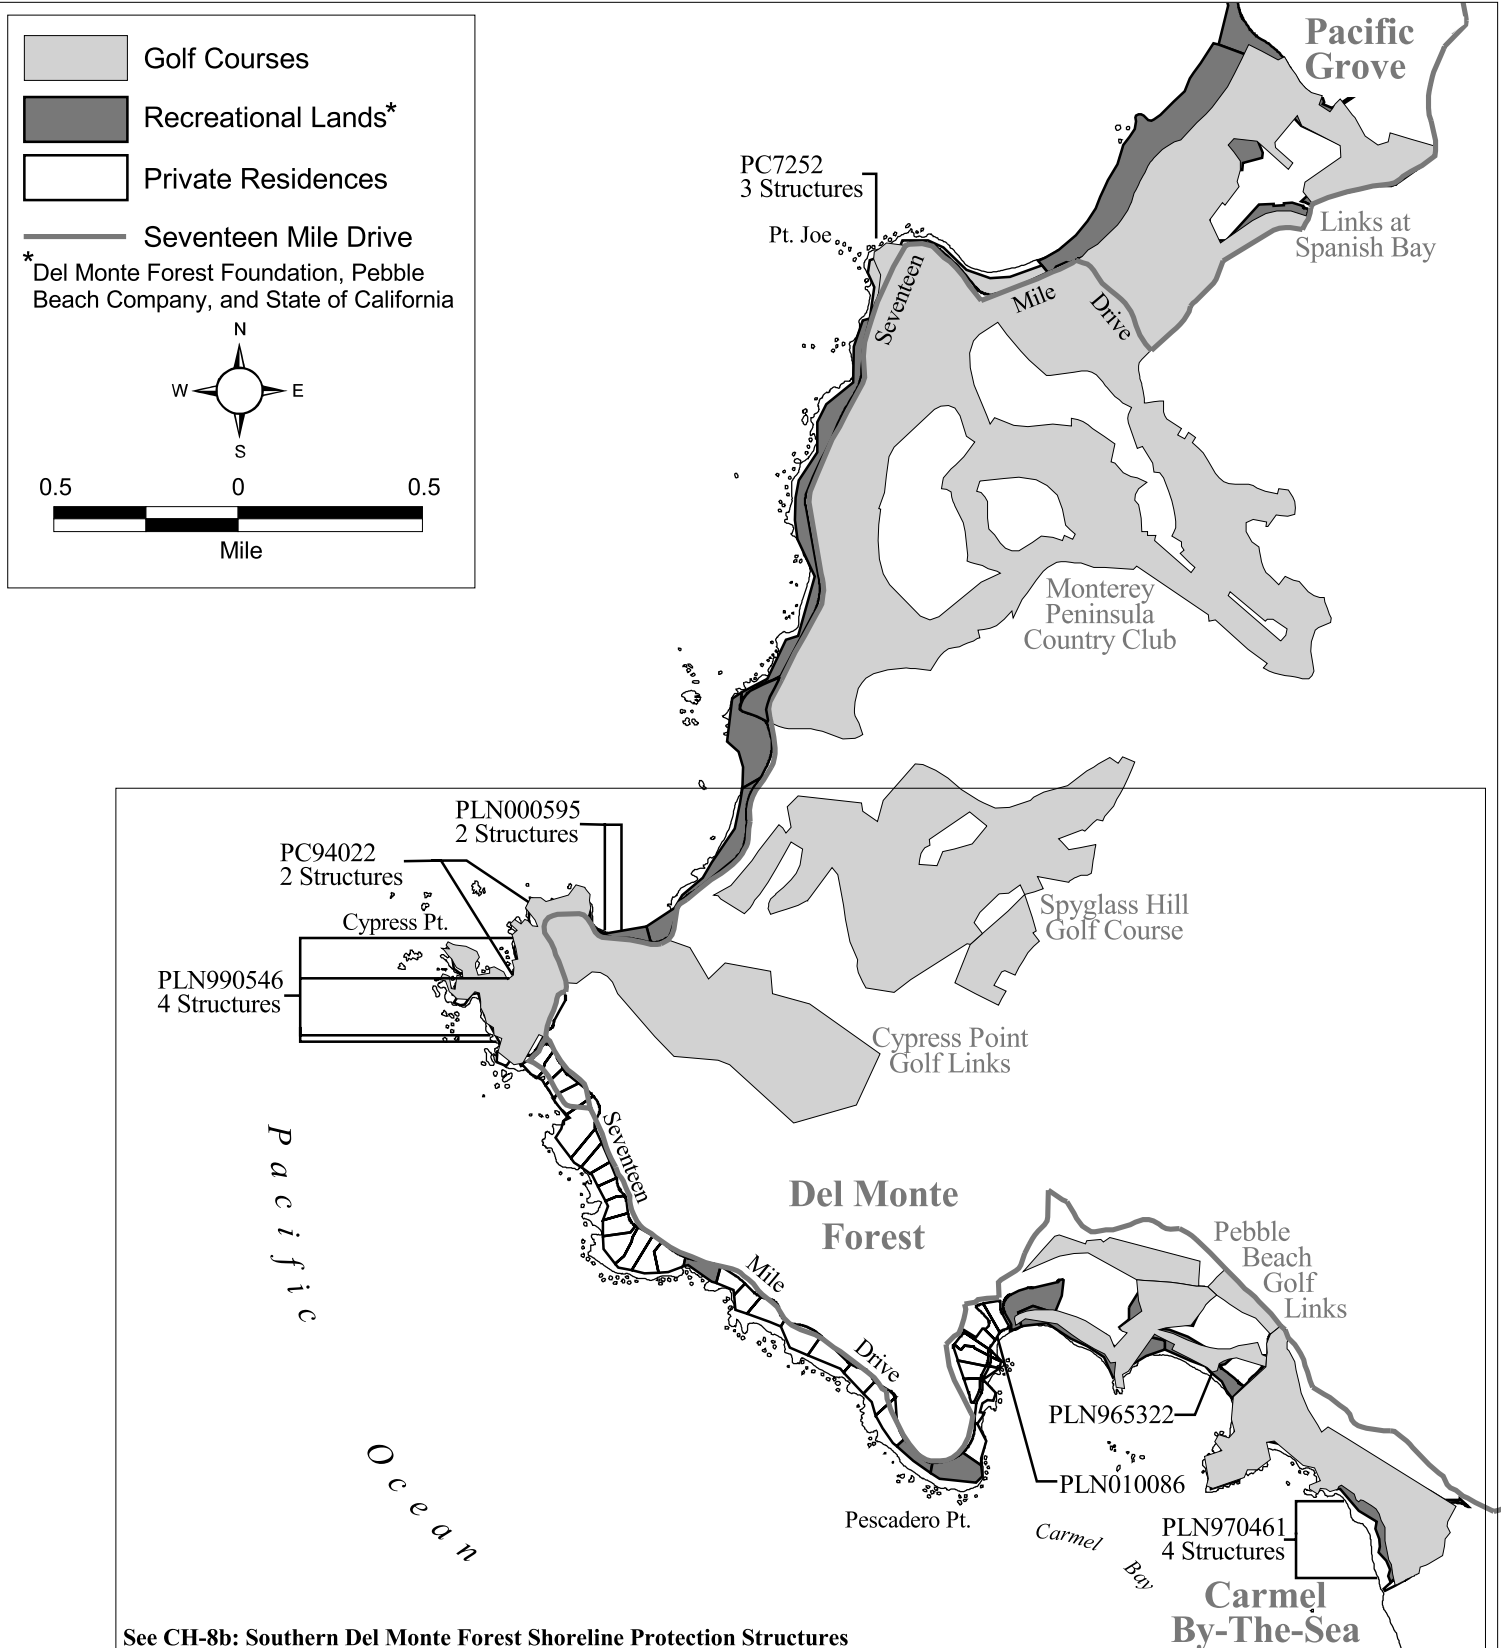 Golf Courses
Recreational Lands*
Private Residences
Seventeen Mile Drive
*Del Monte Forest Foundation, Pebble
Beach Company, and State of California
N
W
E
S
0.5 0 0.5
Mile
Pacific
Grove
PC7252
3 Structures
Pt. Joe
Links at
Spanish Bay
Seventeen
Mile
Drive
Monterey
Peninsula
Country Club
PLN000595
2 Structures
PC94022
2 Structures
Cypress Pt.
PLN990546
4 Structures
Spyglass Hill
Golf Course
Cypress Point
Golf Links
Seventeen
Mile
Drive
Del Monte
Forest
Pebble
Beach
Golf
Links
Pacific
Ocean
PLN965322
PLN010086
Pescadero Pt.
Carmel
Bay
PLN970461
4 Structures
Carmel
By-The-Sea
See CH-8b: Southern Del Monte Forest Shoreline Protection Structures